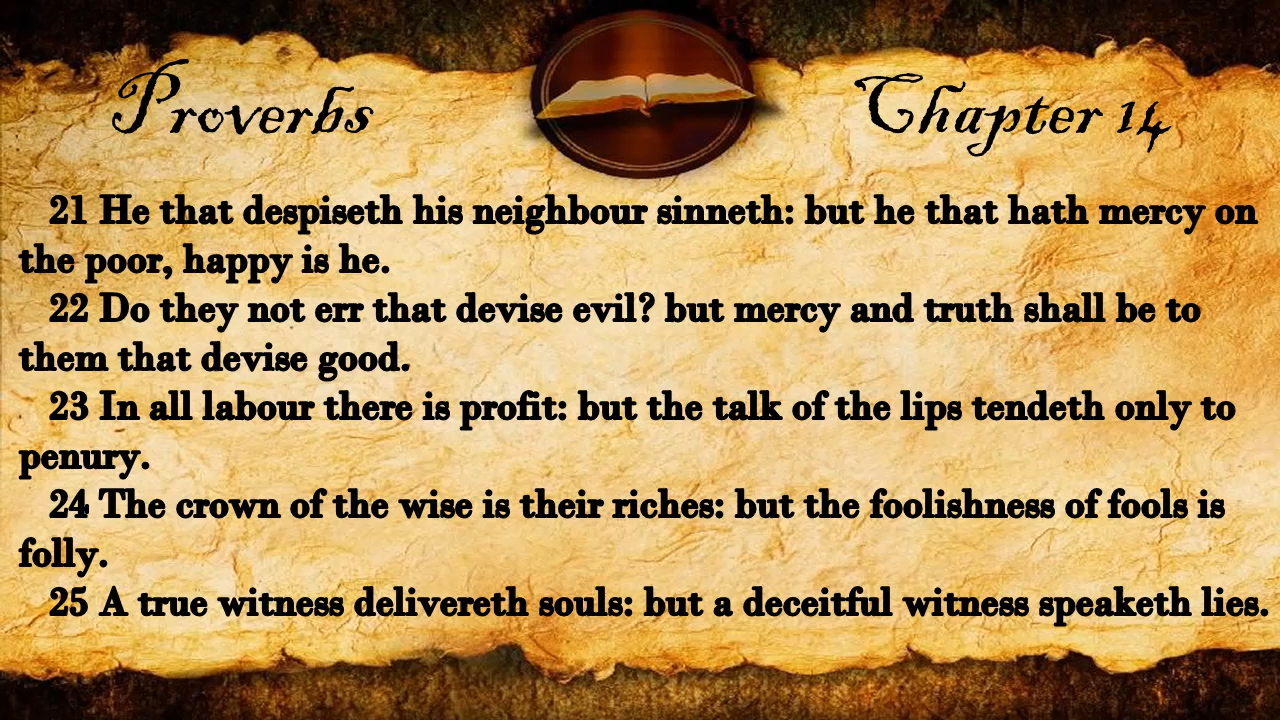 Proverbs
Chapter 14
21 He that despiseth his neighbour sinneth: but he that hath mercy on
the poor, happy is he.
22 Do they not err that devise evil? but mercy and truth shall be to
them that devise good.
23 In all labour there is profit: but the talk of the lips tendeth only to
penury.
24 The crown of the wise is their riches: but the foolishness of fools is
folly.
25 A true witness delivereth souls: but a deceitful witness speaketh lies.